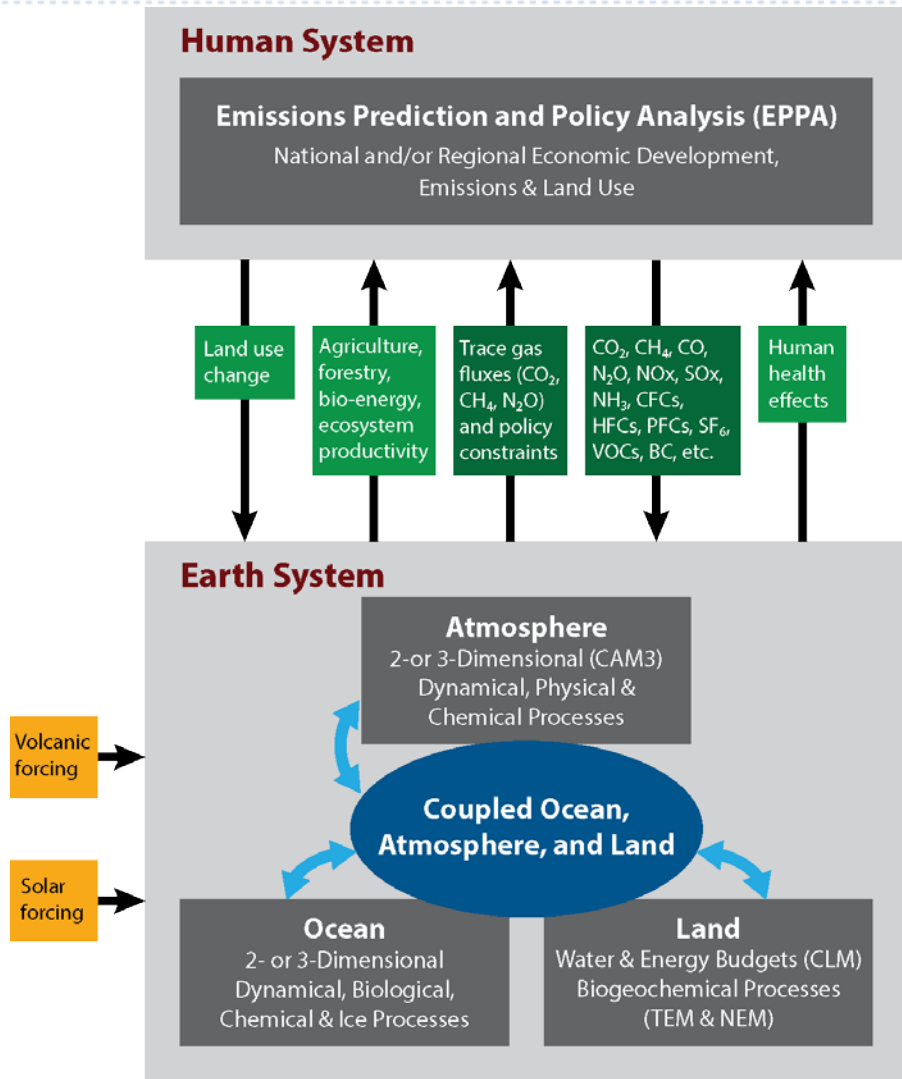 Human System
Emissions Prediction and Policy Analysis (EPPA)
National and/or Regional Economic Development,
Emissions & Land Use
Land use
change
Agriculture,
forestry,
bio-energy,
ecosystem
productivity
Trace gas
fluxes (CO₂,
CH₄, N₂O)
and policy
constraints
CO₂, CH₄, CO,
N₂O, NOx, SOx,
NH₃, CFCs,
HFCs, PFCs, SF₆,
VOCs, BC, etc.
Human
health
effects
Earth System
Atmosphere
2-or 3-Dimensional (CAM3)
Dynamical, Physical &
Chemical Processes
Volcanic
forcing
Coupled Ocean,
Atmosphere, and Land
Solar
forcing
Ocean
2- or 3-Dimensional
Dynamical, Biological,
Chemical & Ice Processes
Land
Water & Energy Budgets (CLM)
Biogeochemical Processes
(TEM & NEM)